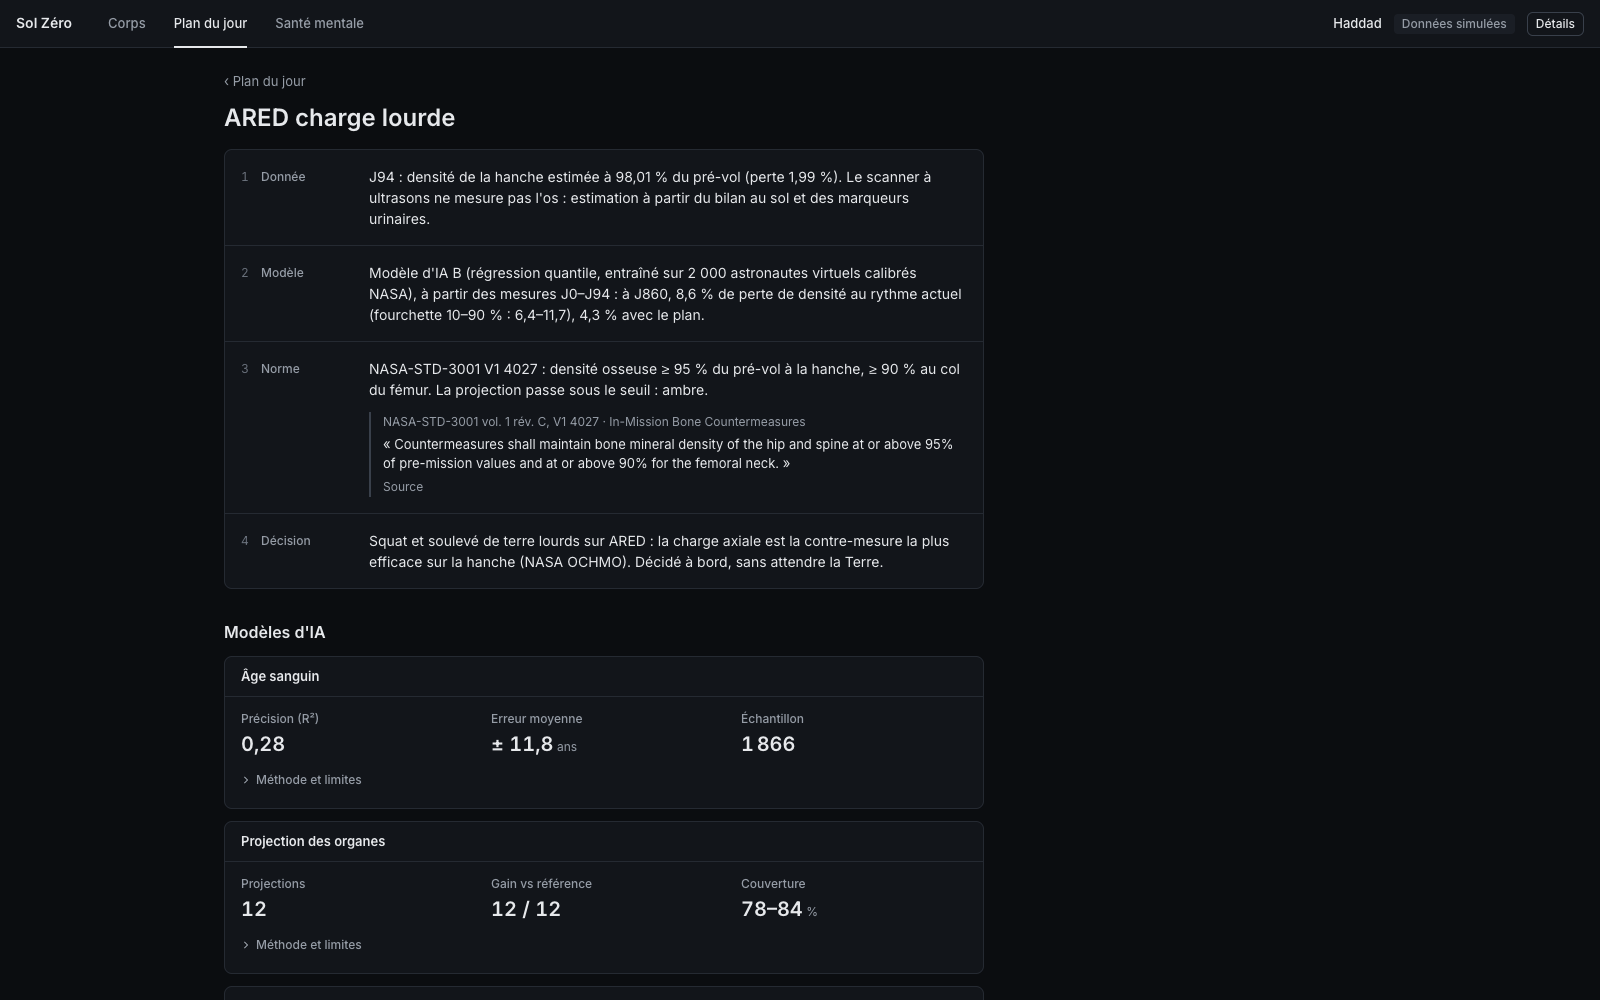 Sol Zéro
Corps
Plan du jour
Santé mentale
Haddad
Données simulées
Détails
‹ Plan du jour
ARED charge lourde
1 Donnée
J94 : densité de la hanche estimée à 98,01 % du pré-vol (perte 1,99 %). Le scanner à
ultrasons ne mesure pas l'os : estimation à partir du bilan au sol et des marqueurs
urinaires.
2 Modèle
Modèle d'IA B (régression quantile, entraîné sur 2 000 astronautes virtuels calibrés
NASA), à partir des mesures J0–J94 : à J860, 8,6 % de perte de densité au rythme actuel
(fourchette 10–90 % : 6,4–11,7), 4,3 % avec le plan.
3 Norme
NASA-STD-3001 V1 4027 : densité osseuse ≥ 95 % du pré-vol à la hanche, ≥ 90 % au col
du fémur. La projection passe sous le seuil : ambre.
NASA-STD-3001 vol. 1 rév. C, V1 4027 · In-Mission Bone Countermeasures
« Countermeasures shall maintain bone mineral density of the hip and spine at or above 95%
of pre-mission values and at or above 90% for the femoral neck. »
Source
4 Décision
Squat et soulevé de terre lourds sur ARED : la charge axiale est la contre-mesure la plus
efficace sur la hanche (NASA OCHMO). Décidé à bord, sans attendre la Terre.
Modèles d'IA
Âge sanguin
Précision (R²)
0,28
Erreur moyenne
± 11,8 ans
Échantillon
1 866
› Méthode et limites
Projection des organes
Projections
12
Gain vs référence
12 / 12
Couverture
78–84 %
› Méthode et limites